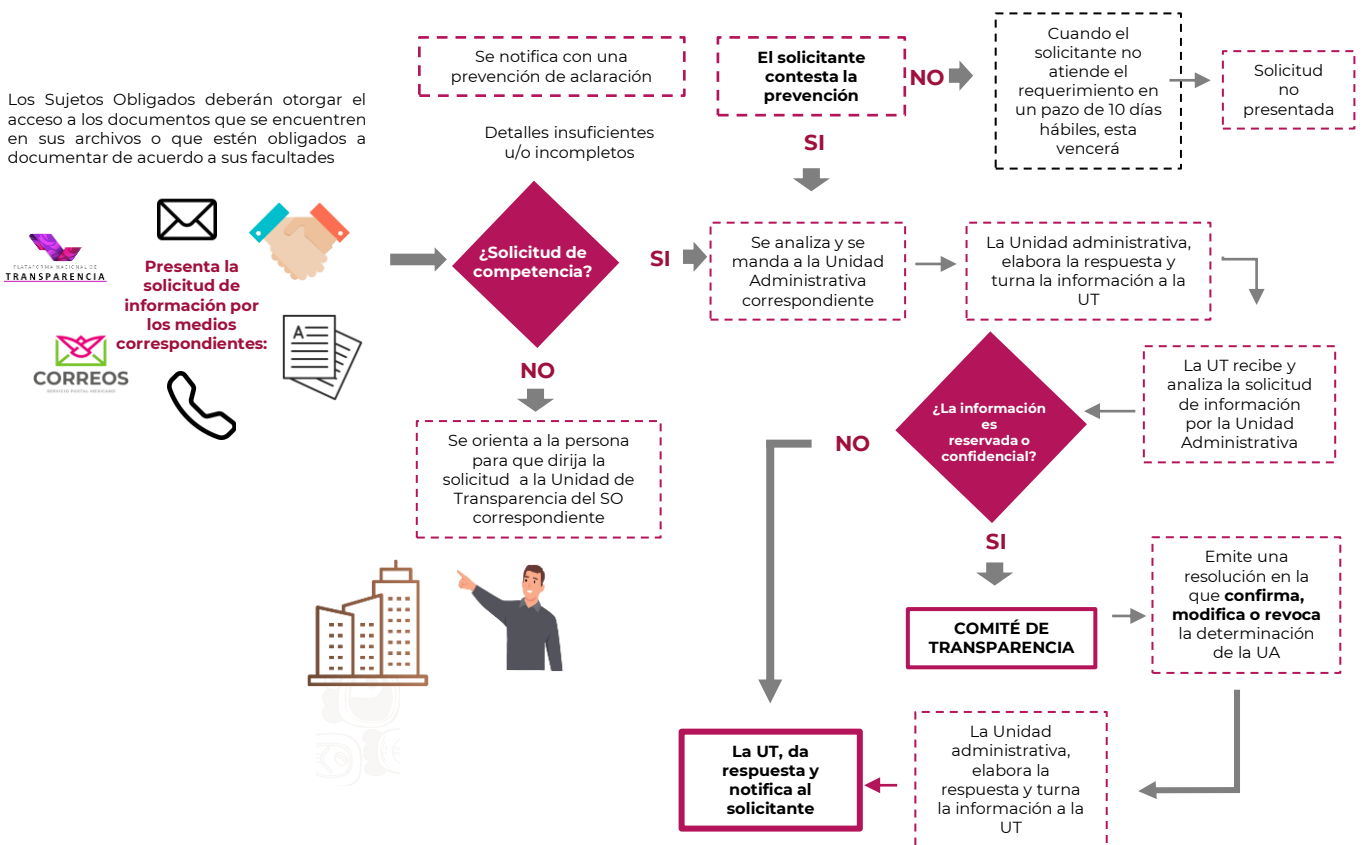 Los Sujetos Obligados deberán otorgar el
acceso a los documentos que se encuentren
en sus archivos o que estén obligados a
documentar de acuerdo a sus facultades
PLATAFORMA NACIONAL DE
TRANSPARENCIA
Presenta la
solicitud de
información por
los medios
correspondientes:
CORREOS
SERVICIO POSTAL MEXICANO
A
Se notifica con una
prevención de aclaración
Detalles insuficientes
u/o incompletos
¿Solicitud de
competencia?
NO
Se orienta a la persona
para que dirija la
solicitud a la Unidad de
Transparencia del SO
correspondiente
SI
El solicitante
contesta la
prevención
NO
Cuando el
solicitante no
atiende el
requerimiento en
un pazo de 10 días
hábiles, esta
vencerá
Solicitud
no
presentada
SI
Se analiza y se
manda a la Unidad
Administrativa
correspondiente
La Unidad administrativa,
elabora la respuesta y
turna la información a la
UT
La UT recibe y
analiza la solicitud
de información
por la Unidad
Administrativa
¿La información
es
reservada o
confidencial?
NO
SI
COMITÉ DE
TRANSPARENCIA
Emite una
resolución en la
que confirma,
modifica o revoca
la determinación
de la UA
La Unidad
administrativa,
elabora la
respuesta y turna
la información a la
UT
La UT, da
respuesta y
notifica al
solicitante